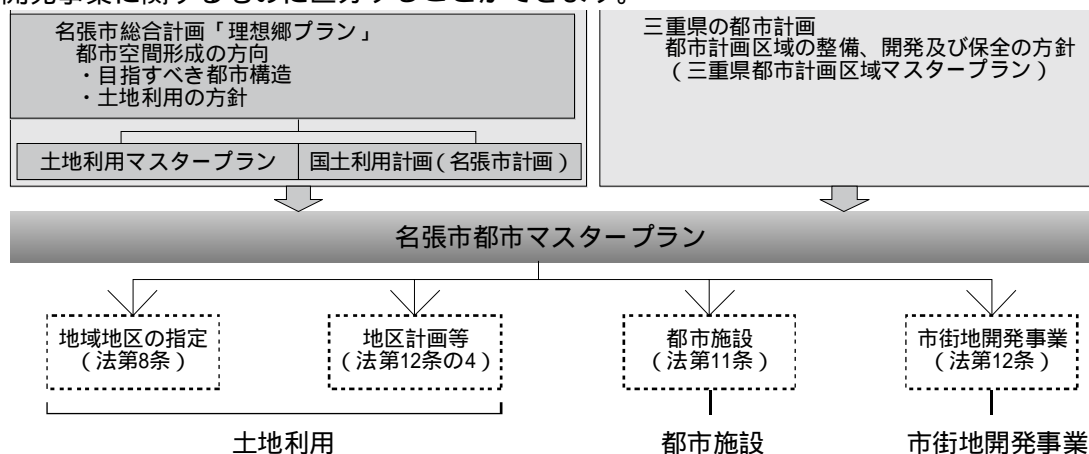 開発事業に関するものに区分することができます。
名張市総合計画「理想郷プラン」
都市空間形成の方向
・目指すべき都市構造
・土地利用の方針
土地利用マスタープラン
国土利用計画(名張市計画)
三重県の都市計画
都市計画区域の整備、開発及び保全の方針
(三重県都市計画区域マスタープラン)
名張市都市マスタープラン
地域地区の指定
(法第8条)
地区計画等
(法第12条の4)
都市施設
(法第11条)
市街地開発事業
(法第12条)
土地利用
都市施設
市街地開発事業